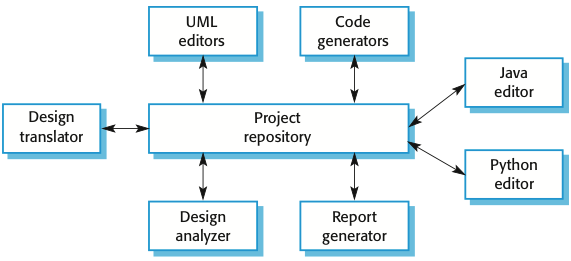 UML
editors
Code
generators
Java
editor
Design
translator
Project
repository
Python
editor
Design
analyzer
Report
generator